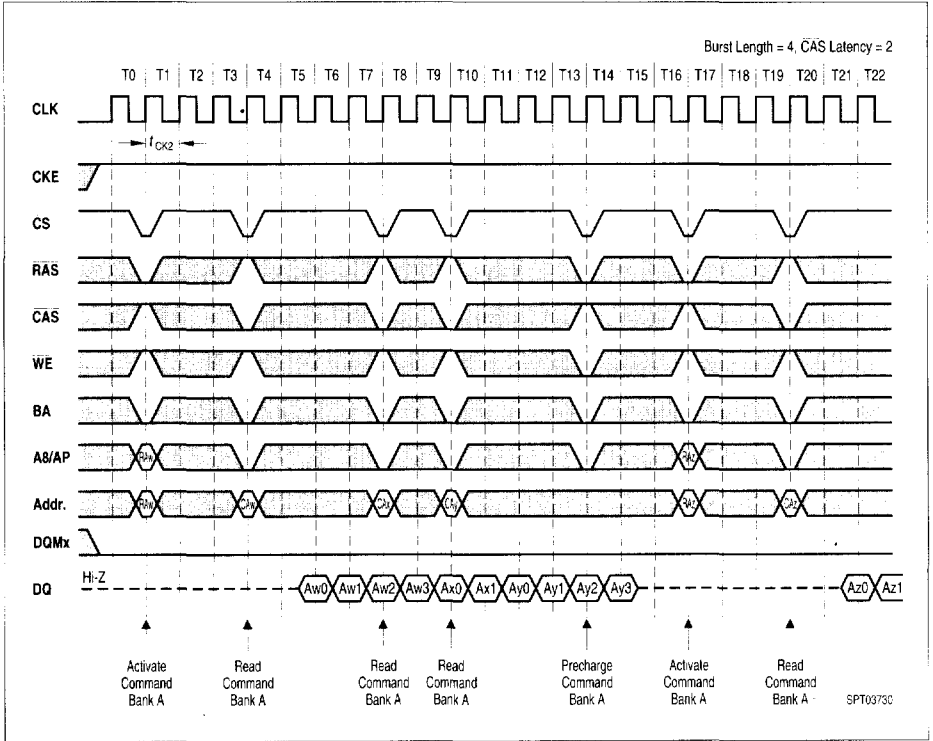 Burst Length = 4, CAS Latency = 2
T0 T1 T2 T3 T4 T5 T6 T7 T8 T9 T10 T11 T12 T13 T14 T15 T16 T17 T18 T19 T20 T21 T22
CLK
tCK2
CKE
CS
RAS
CAS
WE
BA
A8/AP RAw RAz
Addr. RAw CAw CAx CAy RAz CAz
DQMx
Hi-Z
DQ Aw0 Aw1 Aw2 Aw3 Ax0 Ax1 Ay0 Ay1 Ay2 Ay3 Az0 Az1
Activate Read Read Read Precharge Activate Read
Command Command Command Command Command Command Command
Bank A Bank A Bank A Bank A Bank A Bank A Bank A
SPT03730